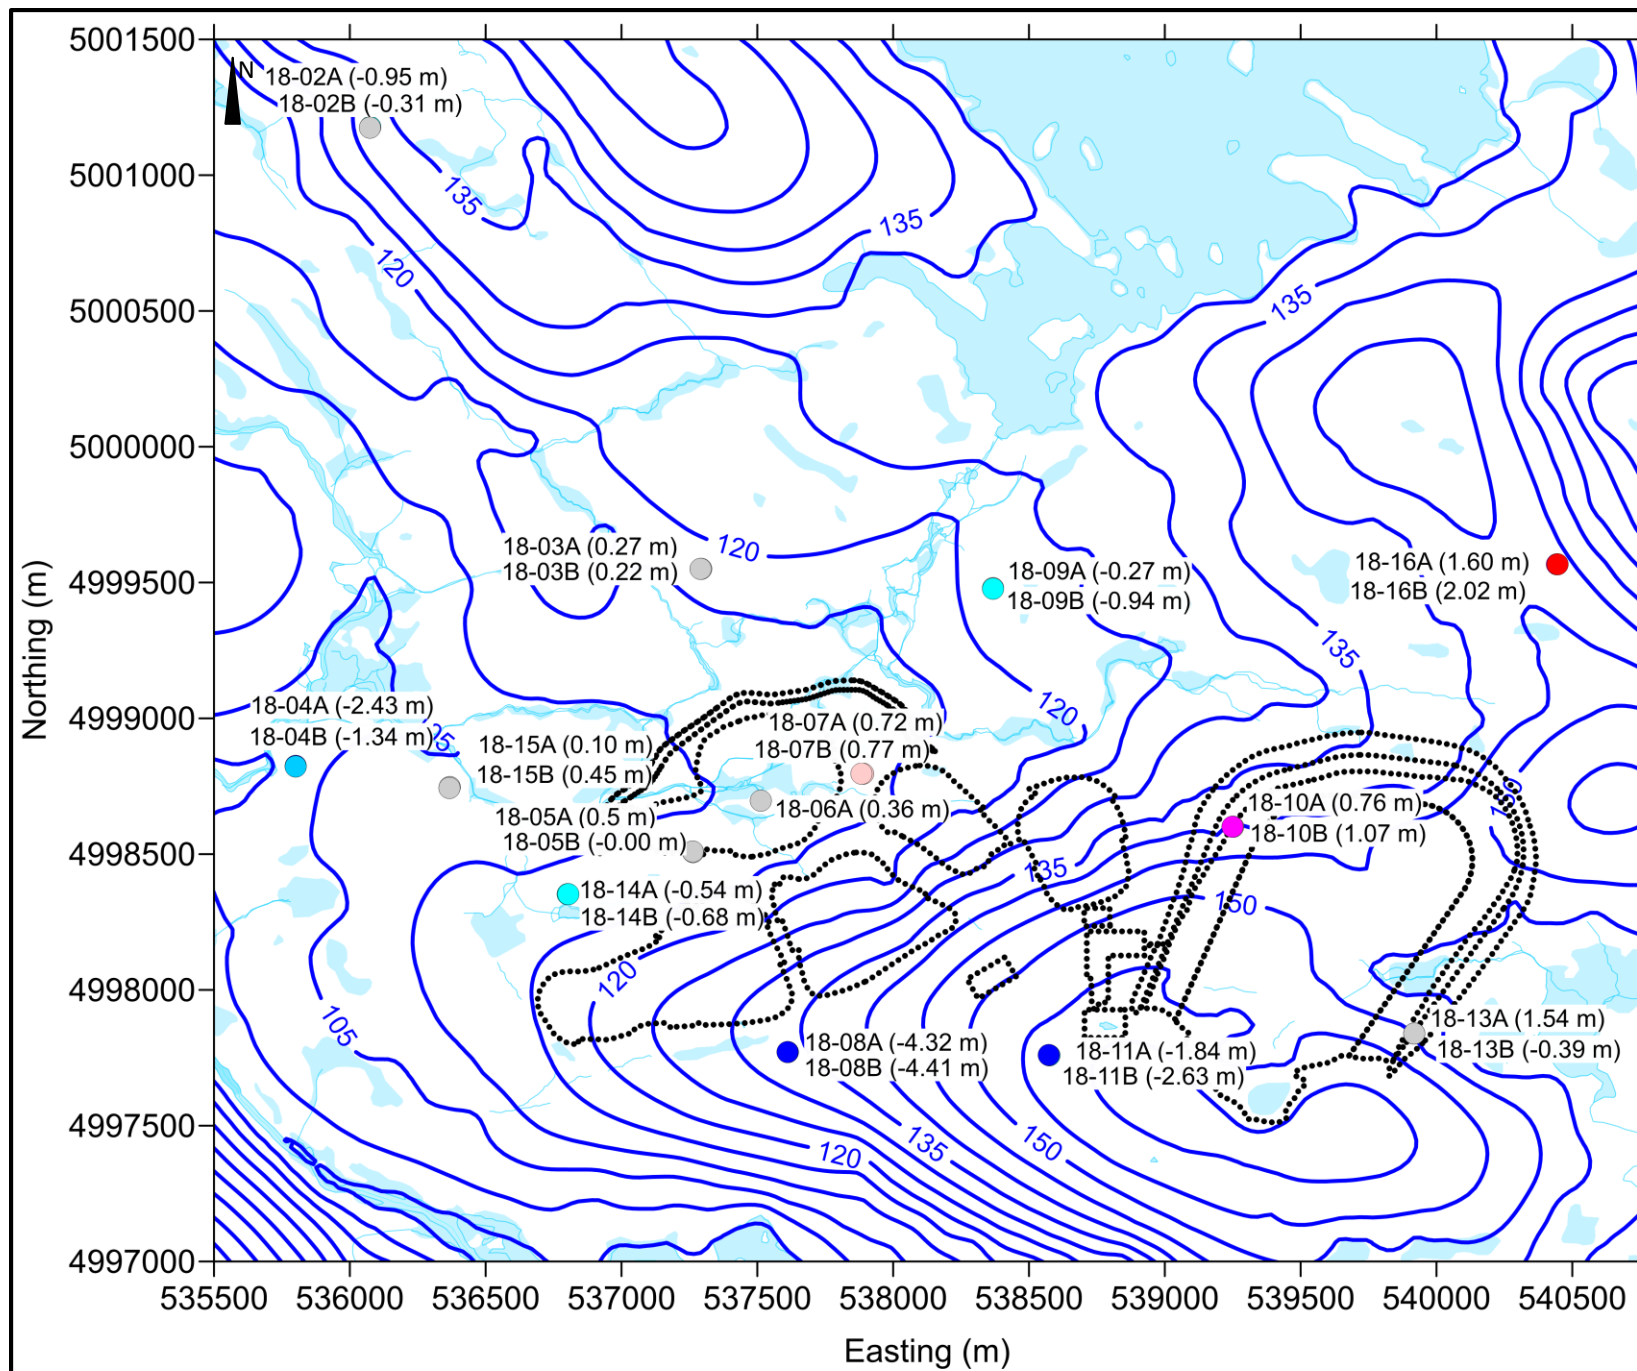 5001500
N
18-02A (-0.95 m)
18-02B (-0.31 m)
5001000
135
135
120
5000500
135
5000000
120
18-03A (0.27 m)
18-03B (0.22 m)
18-09A (-0.27 m)
18-09B (-0.94 m)
18-16A (1.60 m)
18-16B (2.02 m)
4999500
135
120
4999000
18-04A (-2.43 m)
18-04B (-1.34 m)
18-15A (0.10 m)
18-15B (0.45 m)
18-07A (0.72 m)
18-07B (0.77 m)
18-06A (0.36 m)
18-05A (0.5 m)
18-05B (-0.00 m)
18-10A (0.76 m)
18-10B (1.07 m)
4998500
135
150
18-14A (-0.54 m)
18-14B (-0.68 m)
120
4998000
105
18-08A (-4.32 m)
18-08B (-4.41 m)
18-11A (-1.84 m)
18-11B (-2.63 m)
18-13A (1.54 m)
18-13B (-0.39 m)
4997500
120
135
150
4997000
535500 536000 536500 537000 537500 538000 538500 539000 539500 540000 540500
Easting (m)
Northing (m)